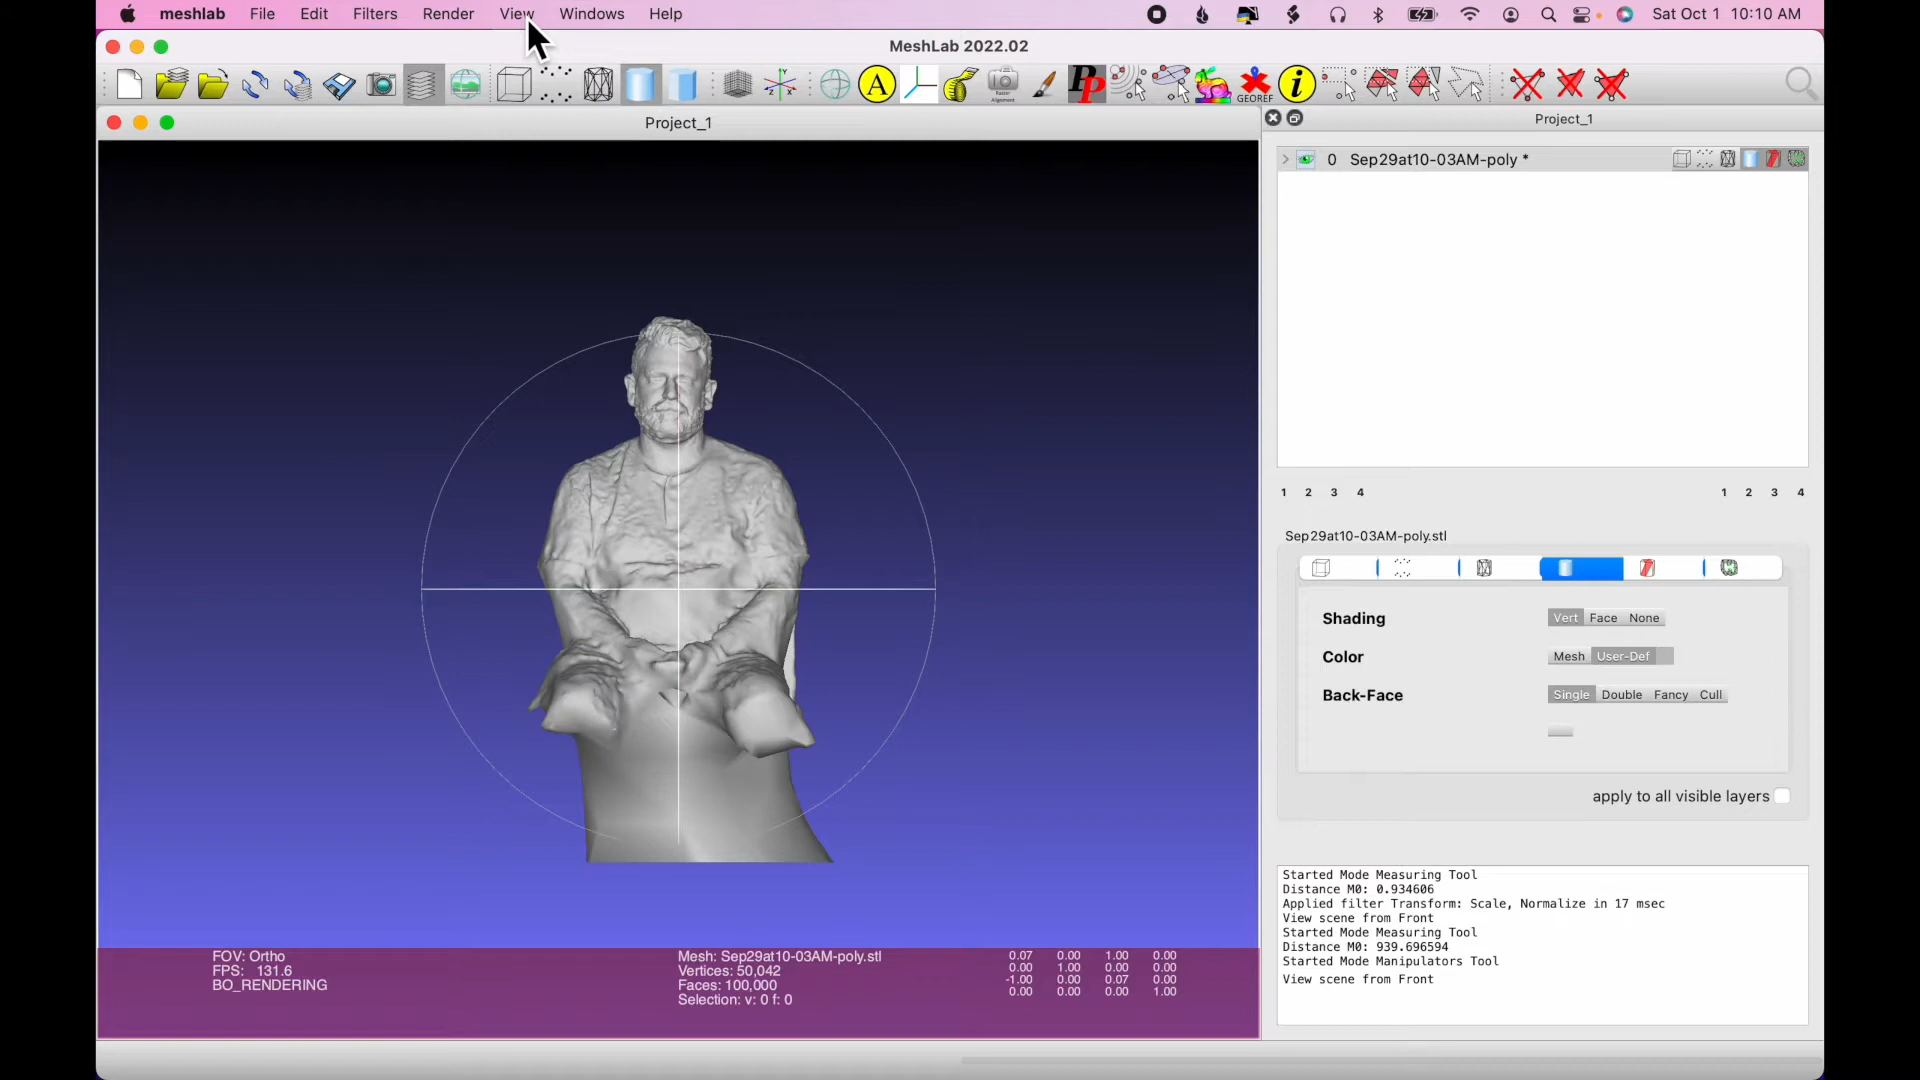 meshlab File Edit Filters Render View Windows Help
Sat Oct 1 10:10 AM
MeshLab 2022.02
A
PP
GEOREF
i
Project_1
Project_1
0 Sep29at10-03AM-poly *
1 2 3 4
1 2 3 4
Sep29at10-03AM-poly.stl
Shading Vert Face None
Color Mesh User-Def
Back-Face Single Double Fancy Cull
apply to all visible layers
Started Mode Measuring Tool
Distance M0: 0.934606
Applied filter Transform: Scale, Normalize in 17 msec
View scene from Front
Started Mode Measuring Tool
Distance M0: 939.696594
Started Mode Manipulators Tool
View scene from Front
FOV: Ortho
FPS: 131.6
BO_RENDERING
Mesh: Sep29at10-03AM-poly.stl
Vertices: 50,042
Faces: 100,000
Selection: v: 0 f: 0
0.07 0.00 1.00 0.00
0.00 1.00 0.00 0.00
-1.00 0.00 0.07 0.00
0.00 0.00 0.00 1.00